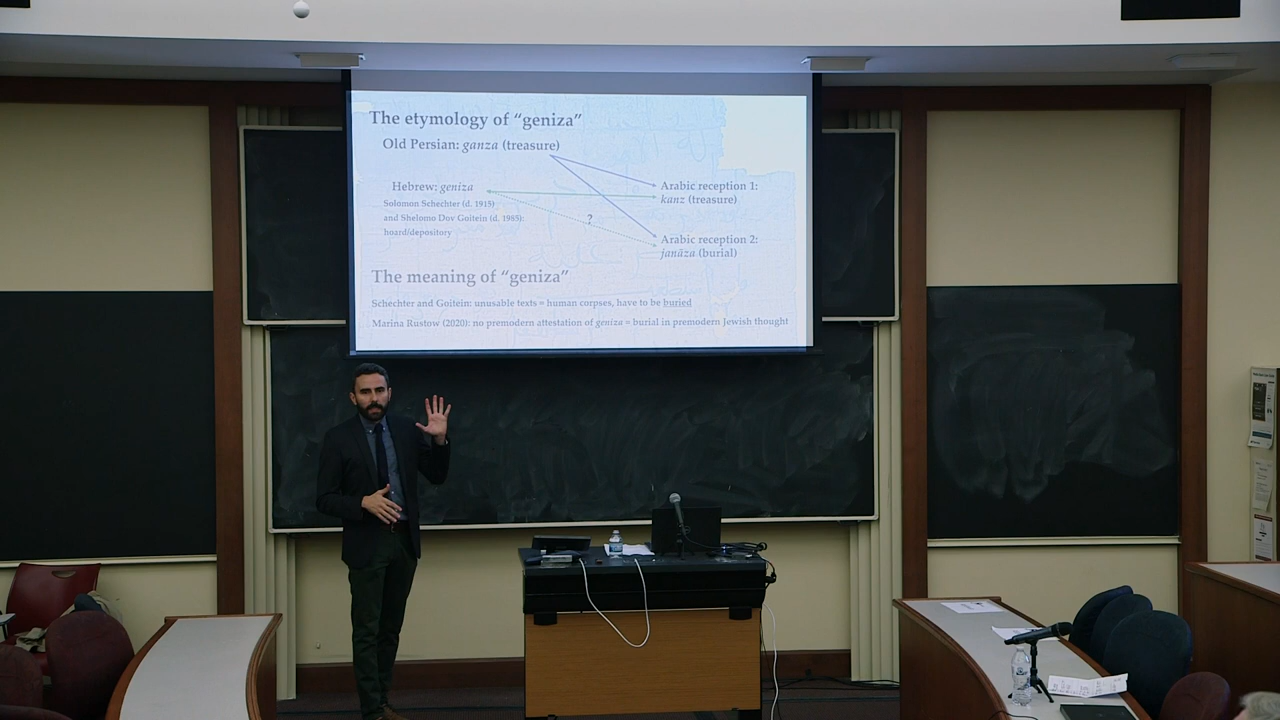 The etymology of “geniza”
Old Persian: ganza (treasure)
Hebrew: geniza
Solomon Schechter (d. 1915)
and Shelomo Dov Goitein (d. 1985):
hoard/depository
Arabic reception 1:
kanz (treasure)
?
Arabic reception 2:
janāza (burial)
The meaning of “geniza”
Schechter and Goitein: unusable texts = human corpses, have to be buried
Marina Rustow (2020): no premodern attestation of geniza = burial in premodern Jewish thought